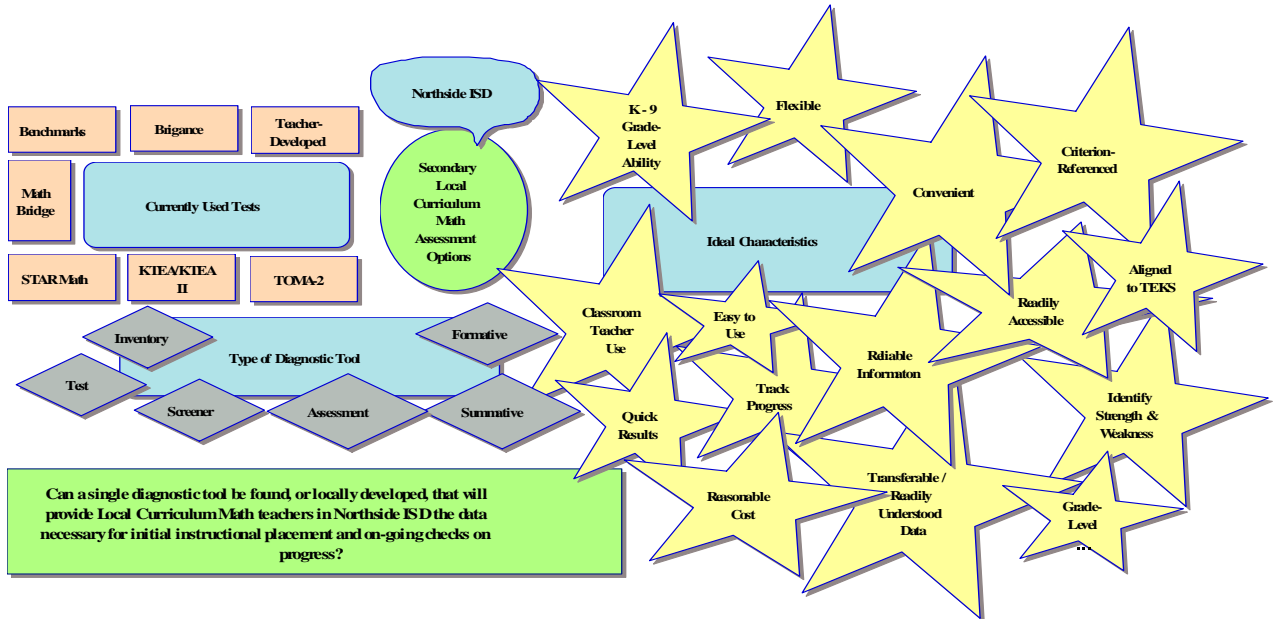 Northside ISD
Secondary
Local
Curriculum
Math
Assessment
Options
Benchmarks
Brigance
Teacher-
Developed
Math
Bridge
Currently Used Tests
STAR Math
KTEA/KTEA
II
TOMA-2
Inventory
Formative
Type of Diagnostic Tool
Test
Screener
Assessment
Summative
Can a single diagnostic tool be found, or locally developed, that will
provide Local Curriculum Math teachers in Northside ISD the data
necessary for initial instructional placement and on-going checks on
progress?
K - 9
Grade-
Level
Ability
Flexible
Convenient
Criterion-
Referenced
Ideal Characteristics
Aligned
to TEKS
Classroom
Teacher
Use
Easy to
Use
Readily
Accessible
Reliable
Informaton
Track
Progress
Quick
Results
Identify
Strength &
Weakness
Reasonable
Cost
Transferable /
Readily
Understood
Data
Grade-
Level
...